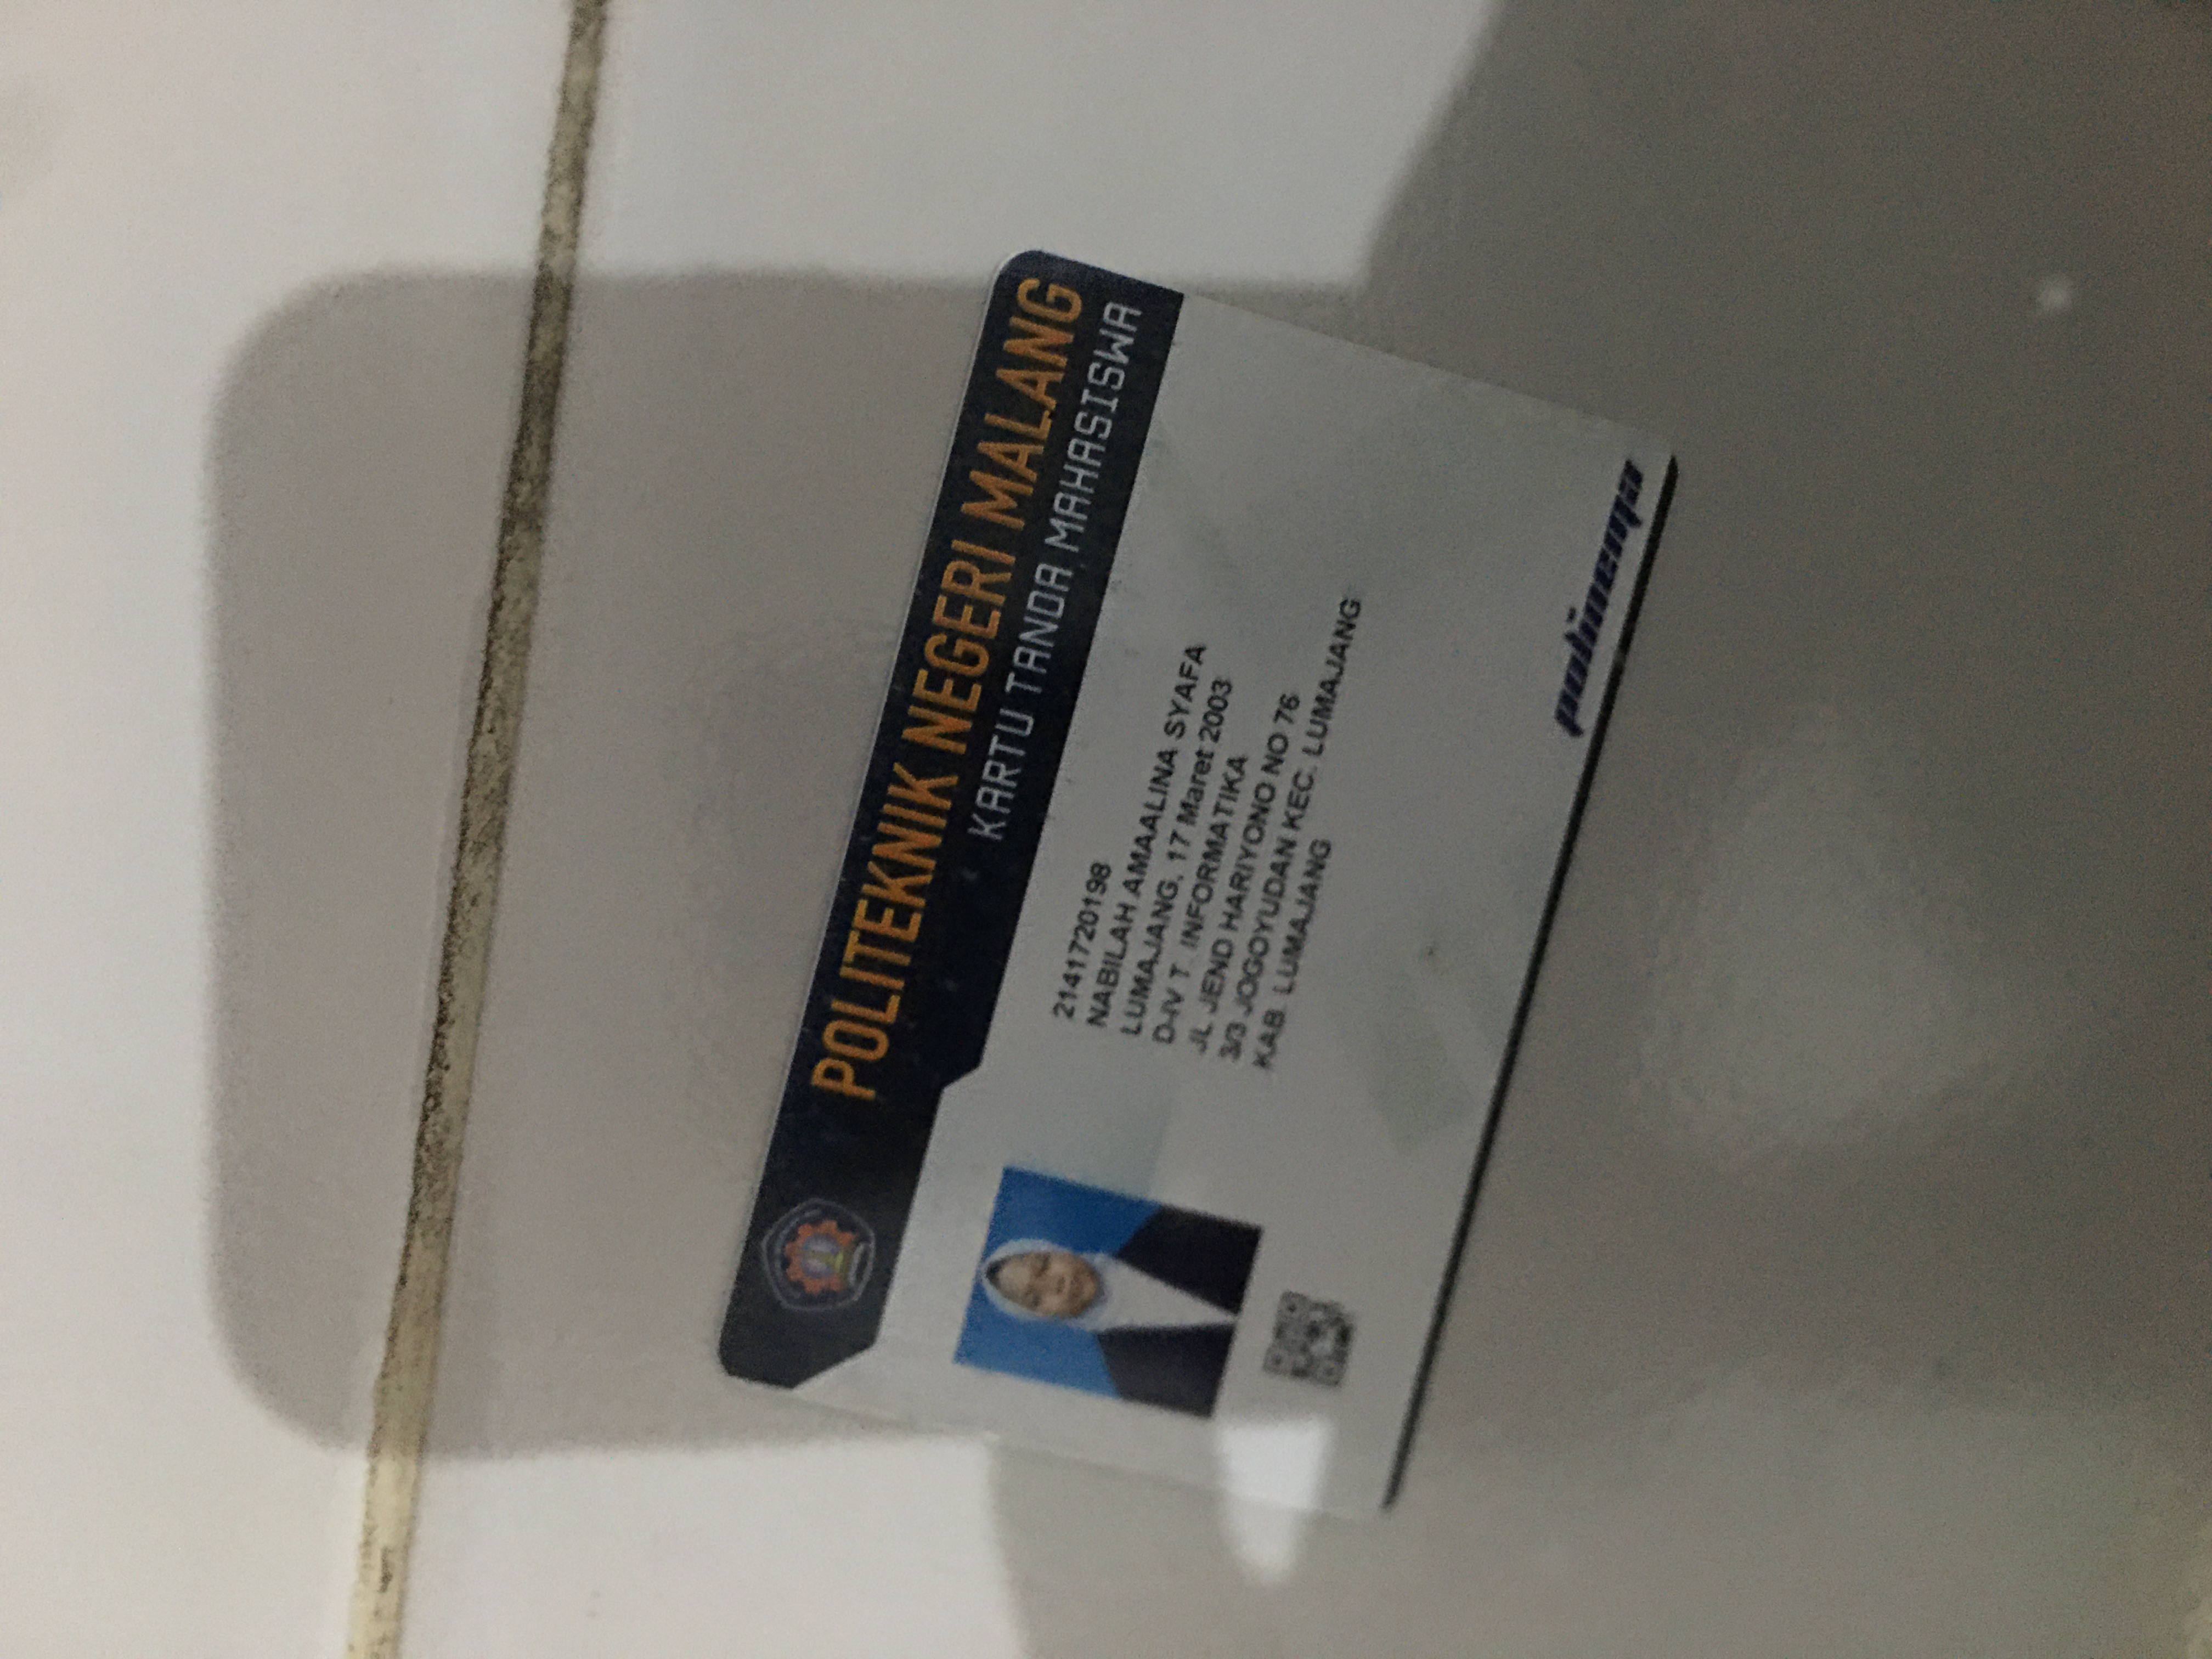 POLITEKNIK NEGERI MALANG
KARTU TANDA MAHASISWA
2141720198
NABILAH AMAALINA SYAFA
LUMAJANG, 17 Maret 2003
D-IV T. INFORMATIKA
JL. JEND HARIYONO NO 76
3/3 JOGOYUDAN KEC. LUMAJANG
KAB. LUMAJANG
polinema